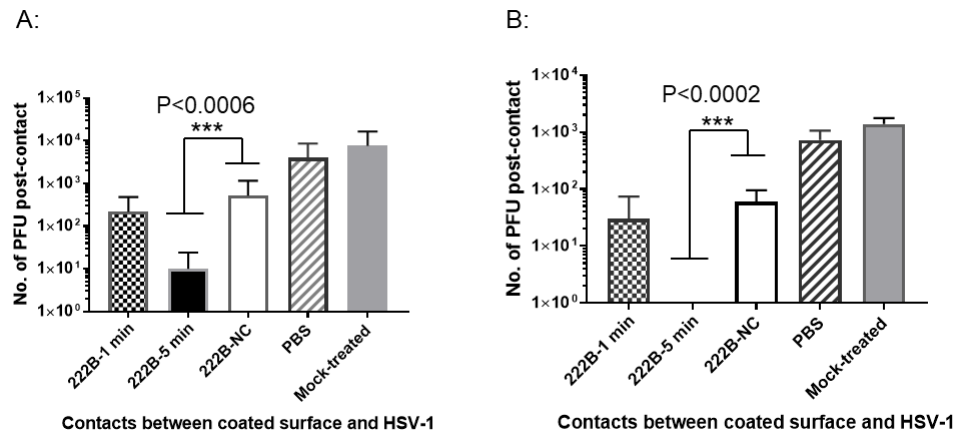 A:
P<0.0006
***
No. of PFU post-contact
1×10⁵
1×10⁴
1×10³
1×10²
1×10¹
1×10⁰
222B-1 min
222B-5 min
222B-NC
PBS
Mock-treated
Contacts between coated surface and HSV-1
B:
P<0.0002
***
No. of PFU post-contact
1×10⁴
1×10³
1×10²
1×10¹
1×10⁰
222B-1 min
222B-5 min
222B-NC
PBS
Mock-treated
Contacts between coated surface and HSV-1